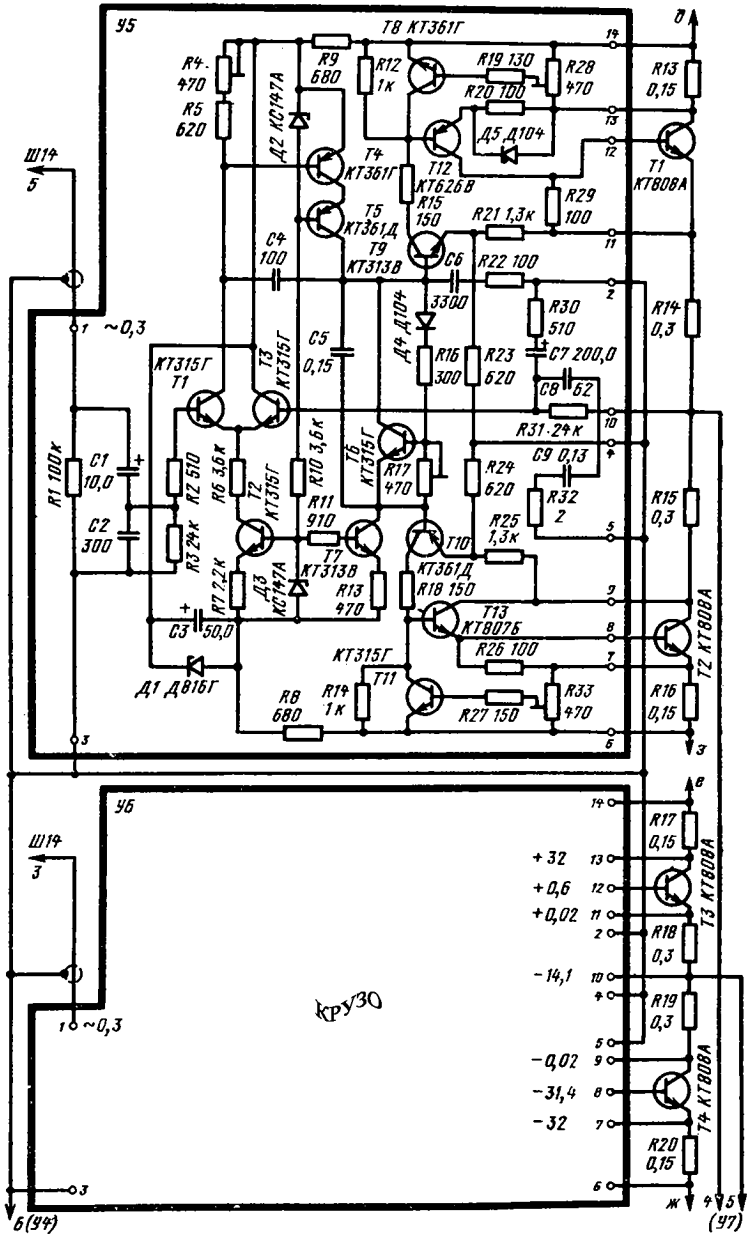 У5
Т8 КТ361Г
14
д
R4*
470
R9
680
R12
1к
R19 130
R28
470
R13
0,15
R5
620
Д2 КС147А
R20 100
13
Д5 Д104
12
Ш14
5
Т4
КТ361Г
Т12
КТ626В
Т1
КТ808А
R15
150
Т5
КТ361Д
R21 1,3к
R29
100
11
С4
100
Т9
КТ313В
С6
3300
R22 100
2
1
~0,3
Д4 Д104
R30
510
R14
0,3
КТ315Г
Т1
Т3
КТ315Г
С5
0,15
R16
300
R23
620
С7 200,0
С8
62
R31 24к
10
4
R1 100к
С1
10,0
R2 510
R6 3,6к
R10 3,6к
Т6
КТ315Г
R17
470
R24
620
С9 0,13
R32
2
R15
0,3
С2
300
R3 24к
Т2
КТ315Г
R11
910
Т7
КТ313В
Т10
КТ361Д
R25
1,3к
5
R7 2,2к
Д3
КС147А
R13
470
R18 150
9
С3
50,0
Т13
КТ807Б
8
Т2 КТ808А
Д1 Д816Г
КТ315Г
Т11
R26 100
7
R8
680
R14
1к
R27 150
R33
470
R16
0,15
3
6
з
У6
14
е
Ш14
3
R17
0,15
+32
13
+0,6
12
Т3 КТ808А
+0,02
11
2
R18
0,3
-14,1
10
4
КРУЗО
R19
0,3
1
~0,3
5
-0,02
9
-31,4
8
Т4 КТ808А
-32
7
R20
0,15
3
6
ж
6(У4)
4
5
(У7)